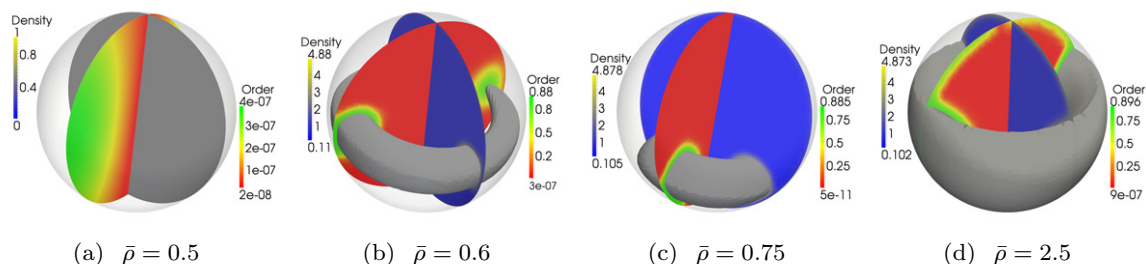 Density
1
0.8
0.4
0
Order
4e-07
3e-07
2e-07
1e-07
2e-08
(a) ρ̄ = 0.5
Density
4.88
4
3
2
1
0.11
Order
0.88
0.8
0.6
0.4
0.2
3e-07
(b) ρ̄ = 0.6
Density
4.878
4
3
2
1
0.105
Order
0.885
0.75
0.5
0.25
5e-11
(c) ρ̄ = 0.75
Density
4.873
4
3
2
1
0.102
Order
0.896
0.75
0.5
0.25
9e-07
(d) ρ̄ = 2.5